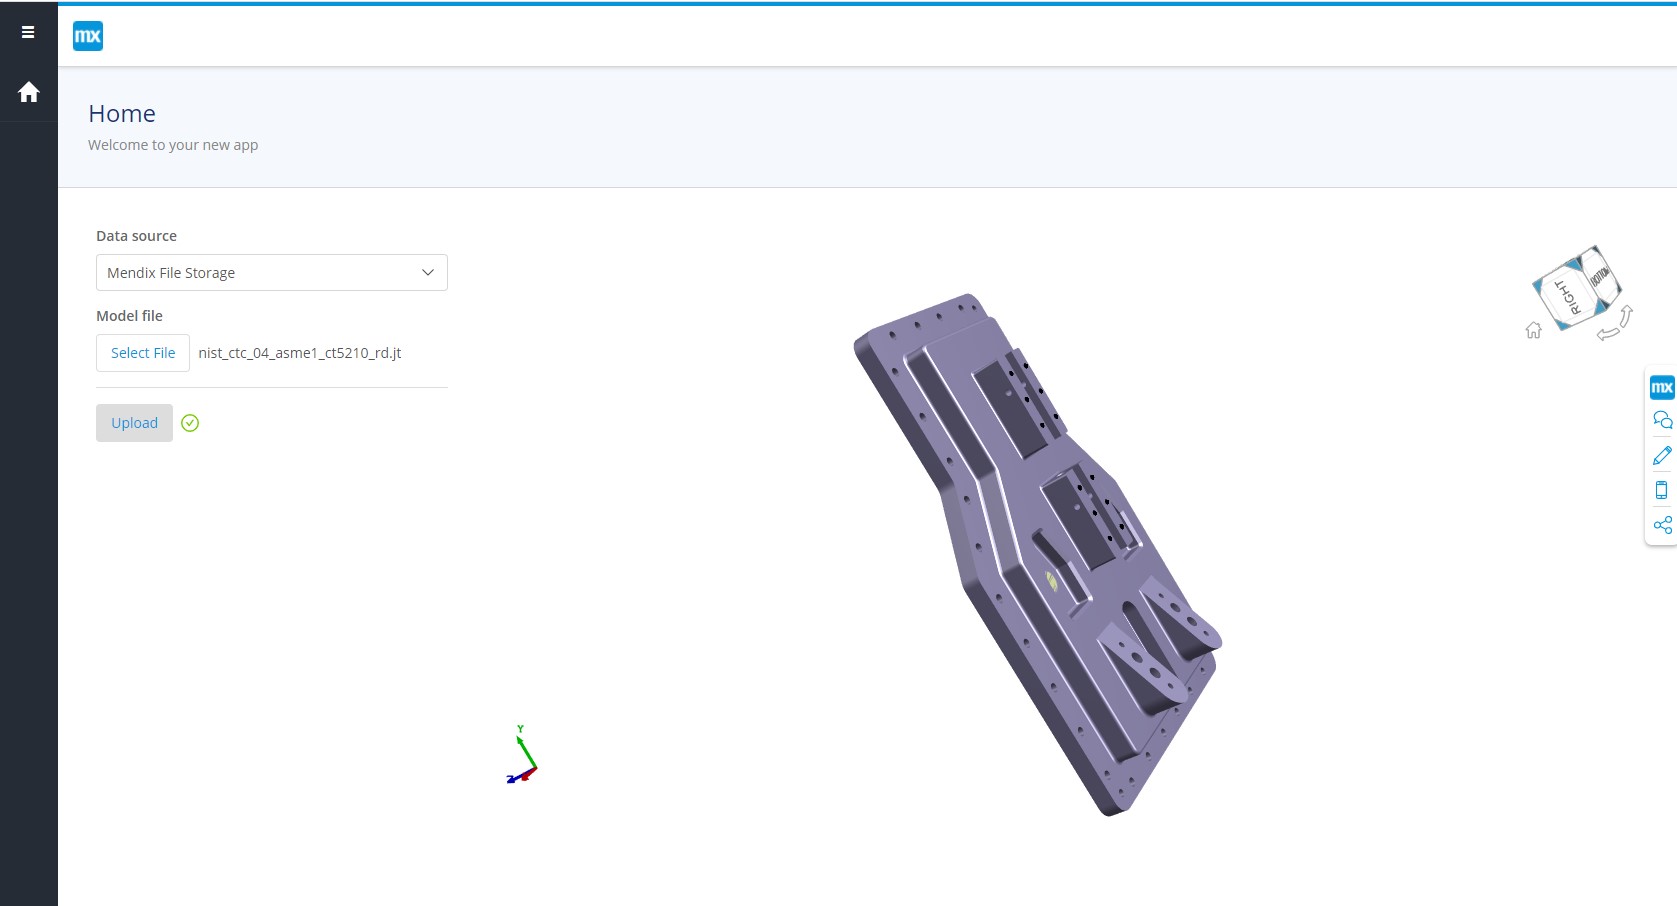 mx
Home
Welcome to your new app
Data source
Mendix File Storage
Model file
Select File nist_ctc_04_asme1_ct5210_rd.jt
Upload
RIGHT
BOTTOM
mx
Y
Z